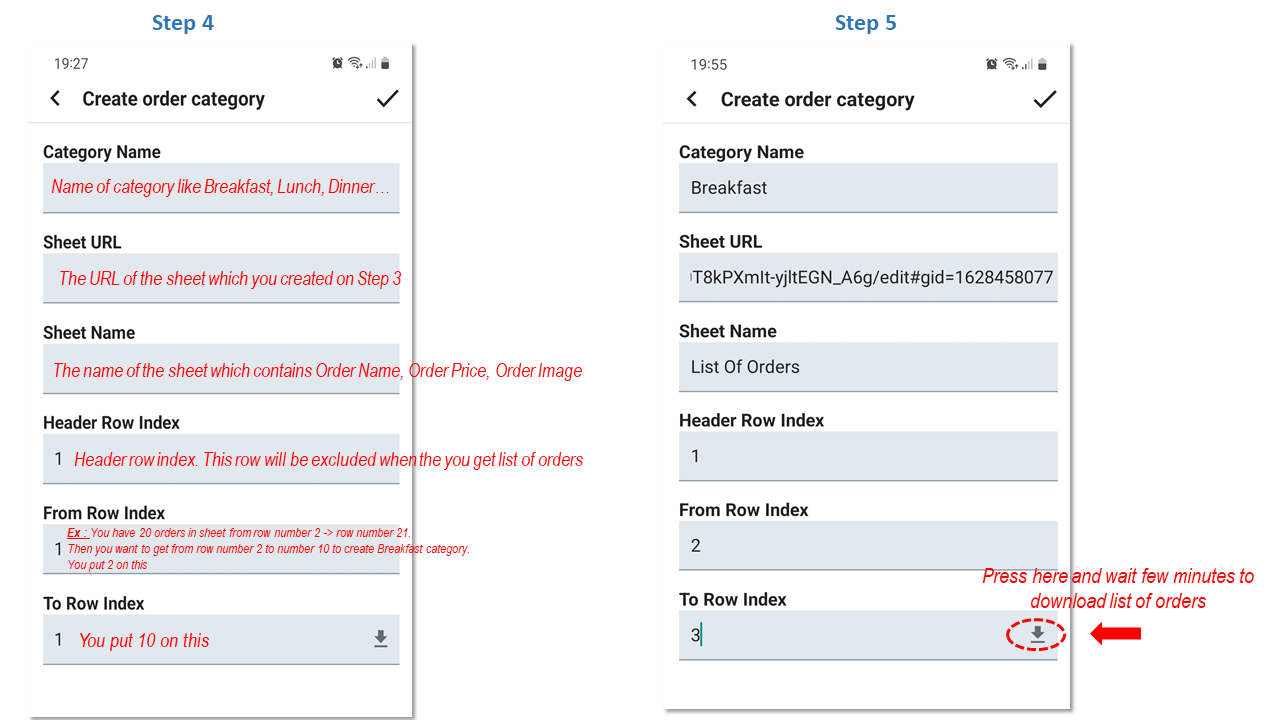 Step 4
19:27
Create order category
Category Name
Name of category like Breakfast, Lunch, Dinner…
Sheet URL
The URL of the sheet which you created on Step 3
Sheet Name
The name of the sheet which contains Order Name, Order Price, Order Image
Header Row Index
1 Header row index. This row will be excluded when the you get list of orders
From Row Index
1
Ex : You have 20 orders in sheet from row number 2 -> row number 21.
Then you want to get from row number 2 to number 10 to create Breakfast category.
You put 2 on this
To Row Index
1 You put 10 on this
Step 5
19:55
Create order category
Category Name
Breakfast
Sheet URL
T8kPXmIt-yjltEGN_A6g/edit#gid=1628458077
Sheet Name
List Of Orders
Header Row Index
1
From Row Index
2
Press here and wait few minutes to
download list of orders
To Row Index
3